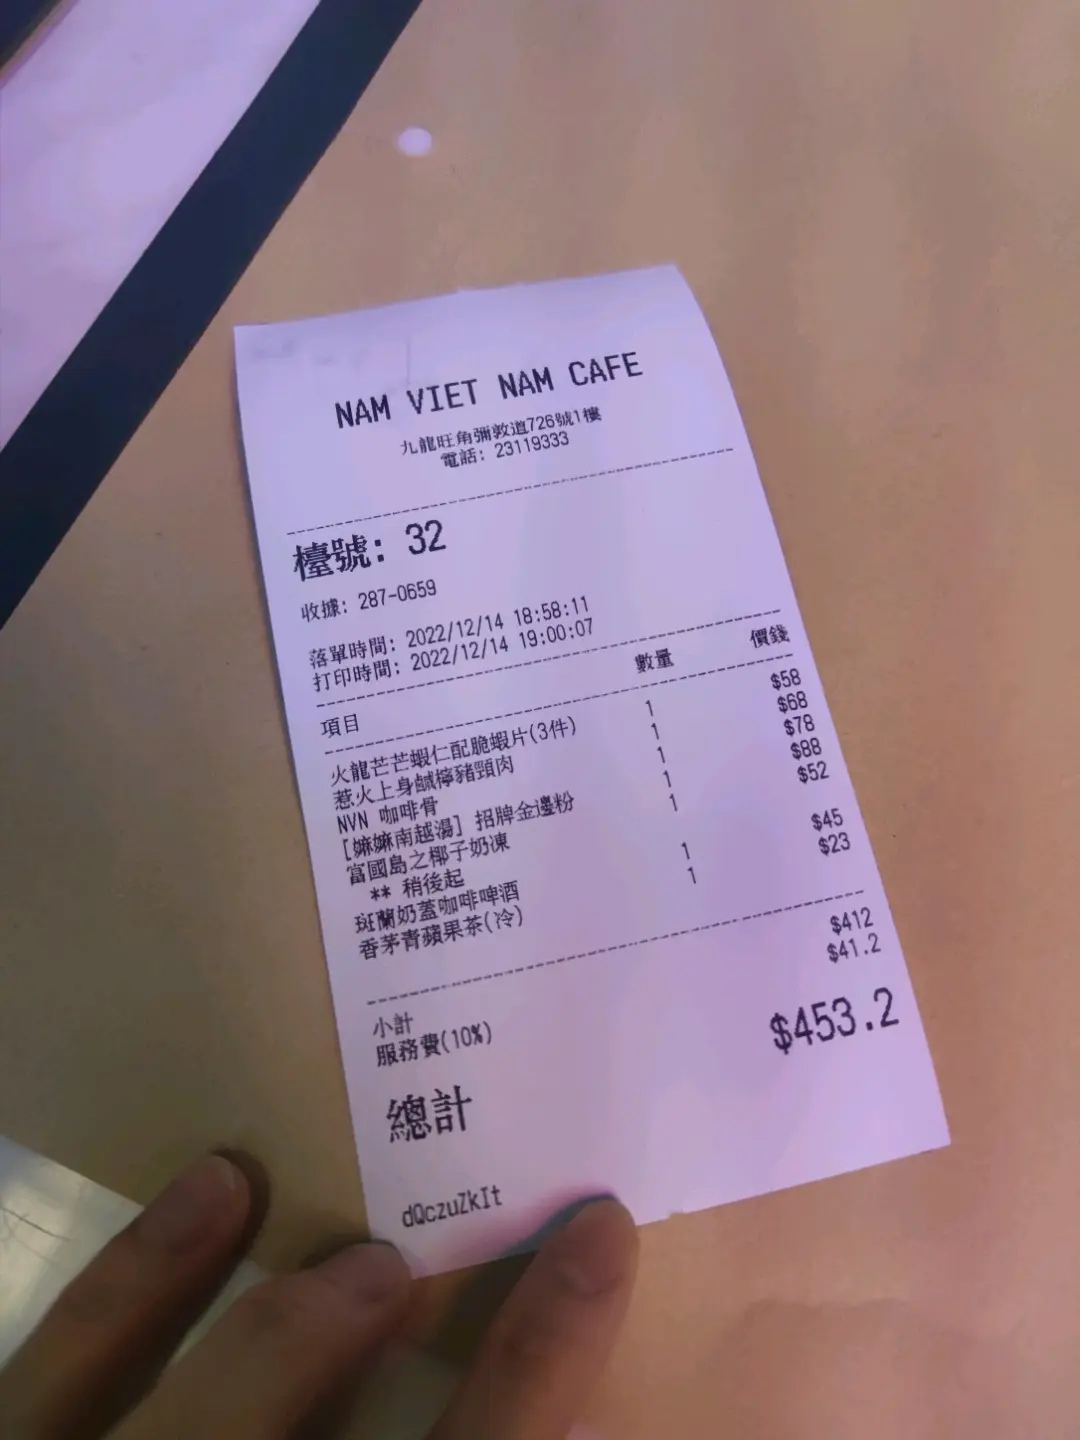 NAM VIET NAM CAFE
九龍旺角彌敦道726號1樓
電話: 23119333
檯號: 32
收據: 287-0659
落單時間: 2022/12/14 18:58:11
打印時間: 2022/12/14 19:00:07
項目 數量 價錢
火龍芒芒蝦仁配脆蝦片(3件) 1 $58
惹火上身鹹檸豬頸肉 1 $68
NVN 咖啡骨 1 $78
[嫲嫲南越湯] 招牌金邊粉 1 $88
富國島之椰子奶凍 1 $52
** 稍後起
斑蘭奶蓋咖啡啤酒 1 $45
香茅青蘋果茶(冷) 1 $23
小計 $412
服務費(10%) $41.2
總計 $453.2
dQczuZkIt